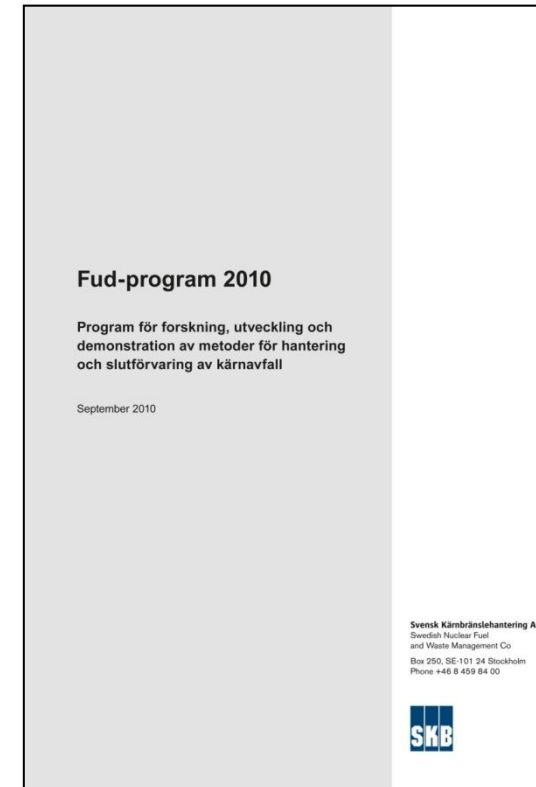 Fud-program 2010
Program för forskning, utveckling och
demonstration av metoder för hantering
och slutförvaring av kärnavfall
September 2010
Svensk Kärnbränslehantering A
Swedish Nuclear Fuel
and Waste Management Co
Box 250, SE-101 24 Stockholm
Phone +46 8 459 84 00
SKB